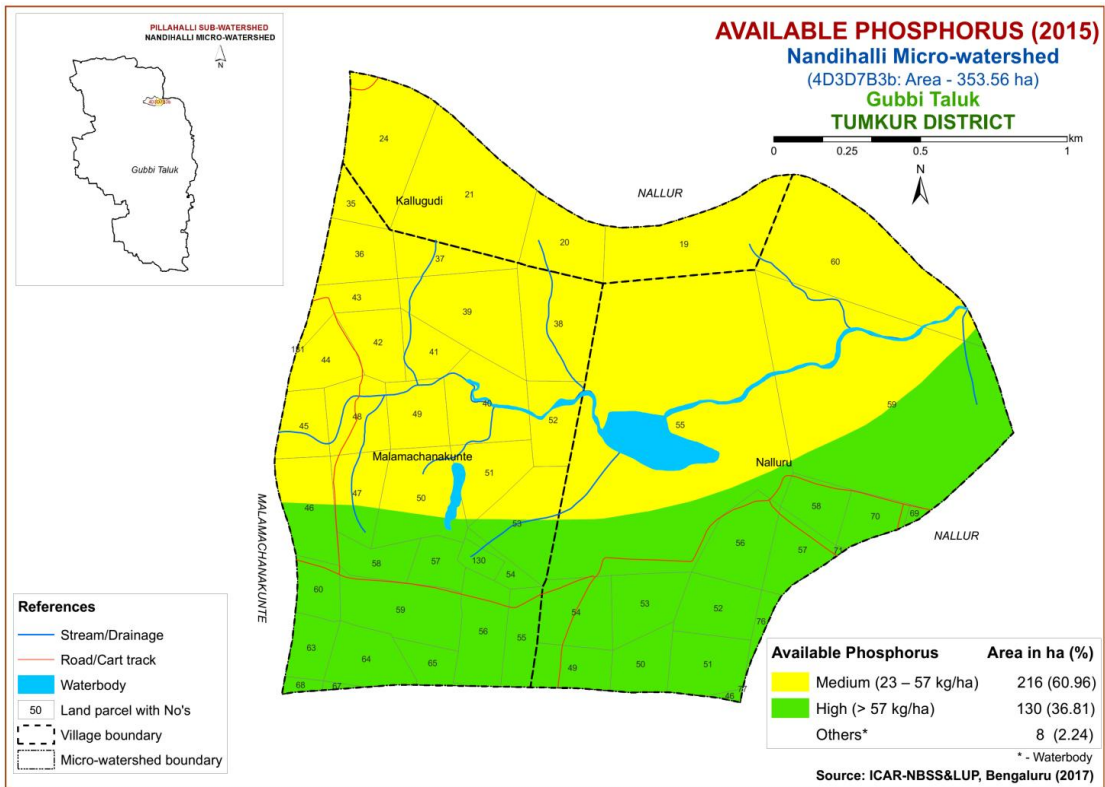 PILLAHALLI SUB-WATERSHED
NANDIHALLI MICRO-WATERSHED
N
Gubbi Taluk
AVAILABLE PHOSPHORUS (2015)
Nandihalli Micro-watershed
(4D3D7B3b: Area - 353.56 ha)
Gubbi Taluk
TUMKUR DISTRICT
km
0 0.25 0.5 1
N
24
21
NALLUR
35
Kallugudi
20
19
36
37
60
43
39
38
42
41
44
45
48
49
40
52
55
59
Malamachanakunte
51
Nalluru
47
50
46
53
58
70
69
NALLUR
MALAMACHANAKUNTE
58
57
130
54
56
57
71
60
59
54
53
52
76
56
55
63
64
65
49
50
51
68
67
46
References
Stream/Drainage
Road/Cart track
Waterbody
50 Land parcel with No's
Village boundary
Micro-watershed boundary
Available Phosphorus Area in ha (%)
Medium (23 – 57 kg/ha) 216 (60.96)
High (> 57 kg/ha) 130 (36.81)
Others* 8 (2.24)
* - Waterbody
Source: ICAR-NBSS&LUP, Bengaluru (2017)